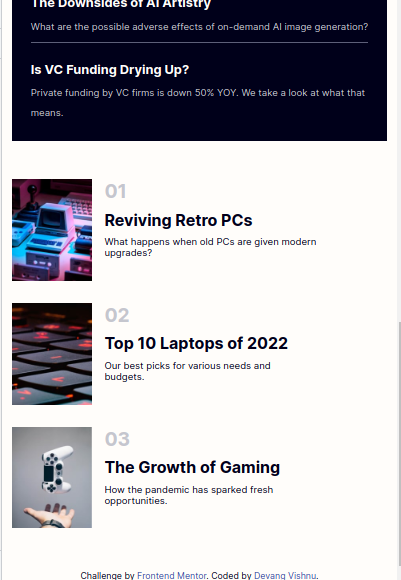 The Downsides of AI Artistry
What are the possible adverse effects of on-demand AI image generation?
Is VC Funding Drying Up?
Private funding by VC firms is down 50% YOY. We take a look at what that
means.
01
Reviving Retro PCs
What happens when old PCs are given modern
upgrades?
02
Top 10 Laptops of 2022
Our best picks for various needs and
budgets.
03
The Growth of Gaming
How the pandemic has sparked fresh
opportunities.
Challenge by Frontend Mentor. Coded by Devang Vishnu.